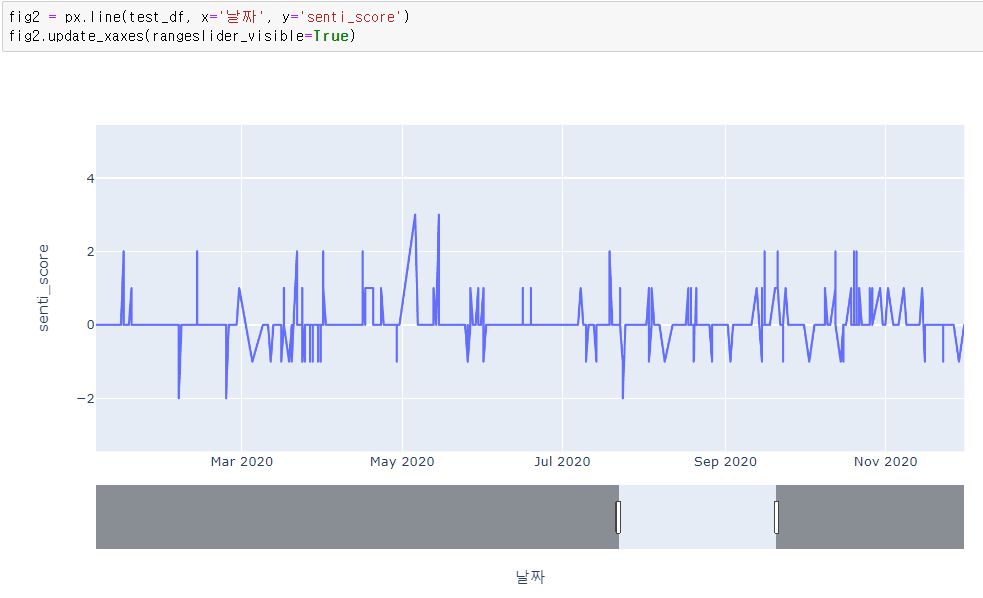 fig2 = px.line(test_df, x='날짜', y='senti_score')
fig2.update_xaxes(rangeslider_visible=True)
4
2
0
−2
senti_score
Mar 2020
May 2020
Jul 2020
Sep 2020
Nov 2020
날짜